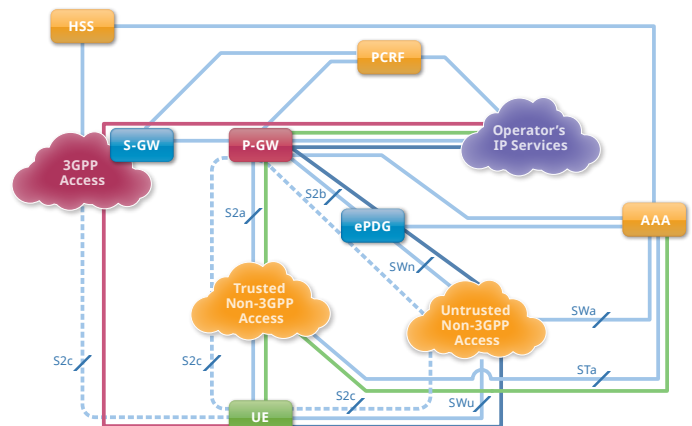 HSS
PCRF
Operator's
IP Services
S-GW
P-GW
3GPP
Access
S2b
S2a
ePDG
AAA
SWn
Trusted
Non-3GPP
Access
Untrusted
Non-3GPP
Access
SWa
S2c
S2c
STa
S2c
SWu
UE